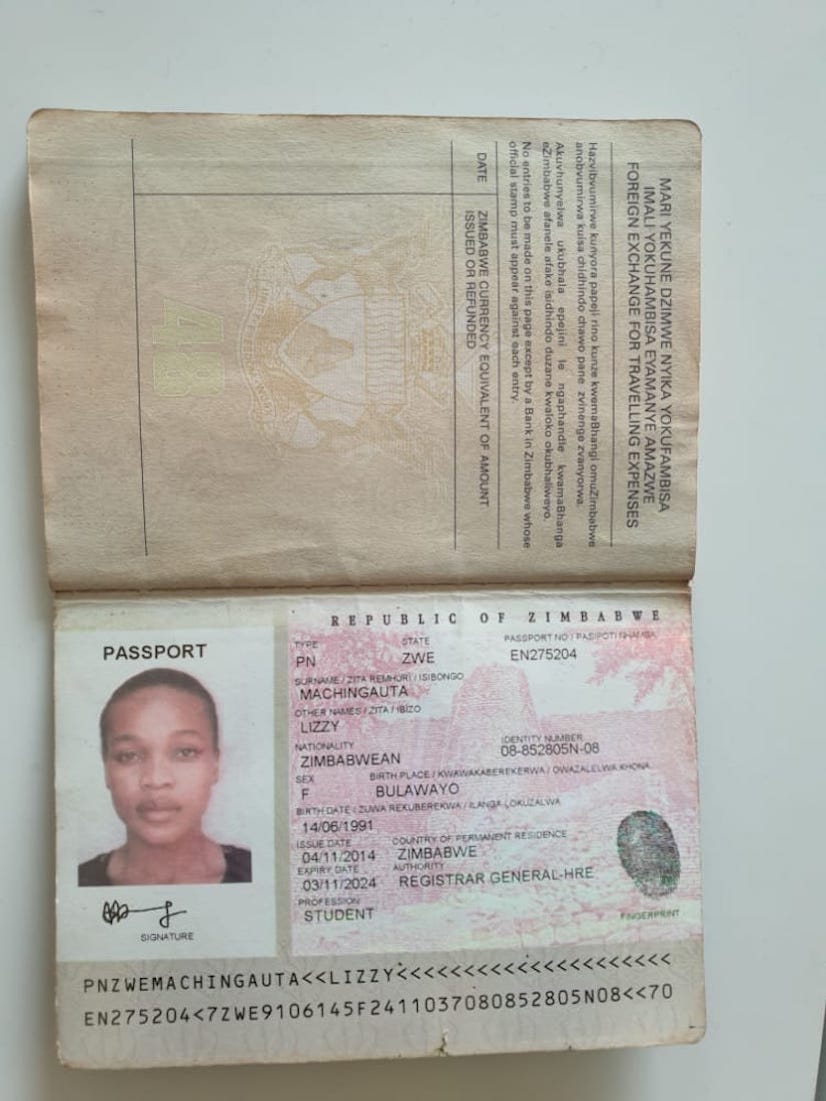 MARI YEKUNE DZIMWE NYIKA YOKUFAMBISA
IMALI YOKUHAMBISA EYAMANYE AMAZWE
FOREIGN EXCHANGE FOR TRAVELLING EXPENSES
Hazvibvumirwe kunyora papeji rino kunze kwemaBhangi omuZimbabwe
anobvumirwa kuisa chidhindo chawo pane zvinenge zvanyorwa.
Akuvhunyelwa ukubhala epejini le ngaphandle kwamaBhanga
eZimbabwe afanele afake isidhindo duzane kwaloko okubhaliweyo.
No entries to be made on this page except by a Bank in Zimbabwe whose
official stamp must appear against each entry.
DATE
ZIMBABWE CURRENCY EQUIVALENT OF AMOUNT
ISSUED OR REFUNDED
48
REPUBLIC OF ZIMBABWE
PASSPORT
TYPE STATE PASSPORT NO / PASIPOTI NHAMBA
PN ZWE EN275204
SURNAME / ZITA REMHURI / ISIBONGO
MACHINGAUTA
OTHER NAMES / ZITA / IBIZO
LIZZY
NATIONALITY IDENTITY NUMBER
ZIMBABWEAN 08-852805N-08
SEX BIRTH PLACE / KWAWAKABEREKERWA / OWAZALELWA KHONA
F BULAWAYO
BIRTH DATE / ZUWA REKUBEREKWA / ILANGA LOKUZALWA
14/06/1991
ISSUE DATE COUNTRY OF PERMANENT RESIDENCE
04/11/2014 ZIMBABWE
EXPIRY DATE AUTHORITY
03/11/2024 REGISTRAR GENERAL-HRE
PROFESSION
STUDENT
FINGERPRINT
SIGNATURE
PNZWEMACHINGAUTA<<LIZZY<<<<<<<<<<<<<<<<<<<<<
EN275204<7ZWE9106145F2411037080852805N08<<70